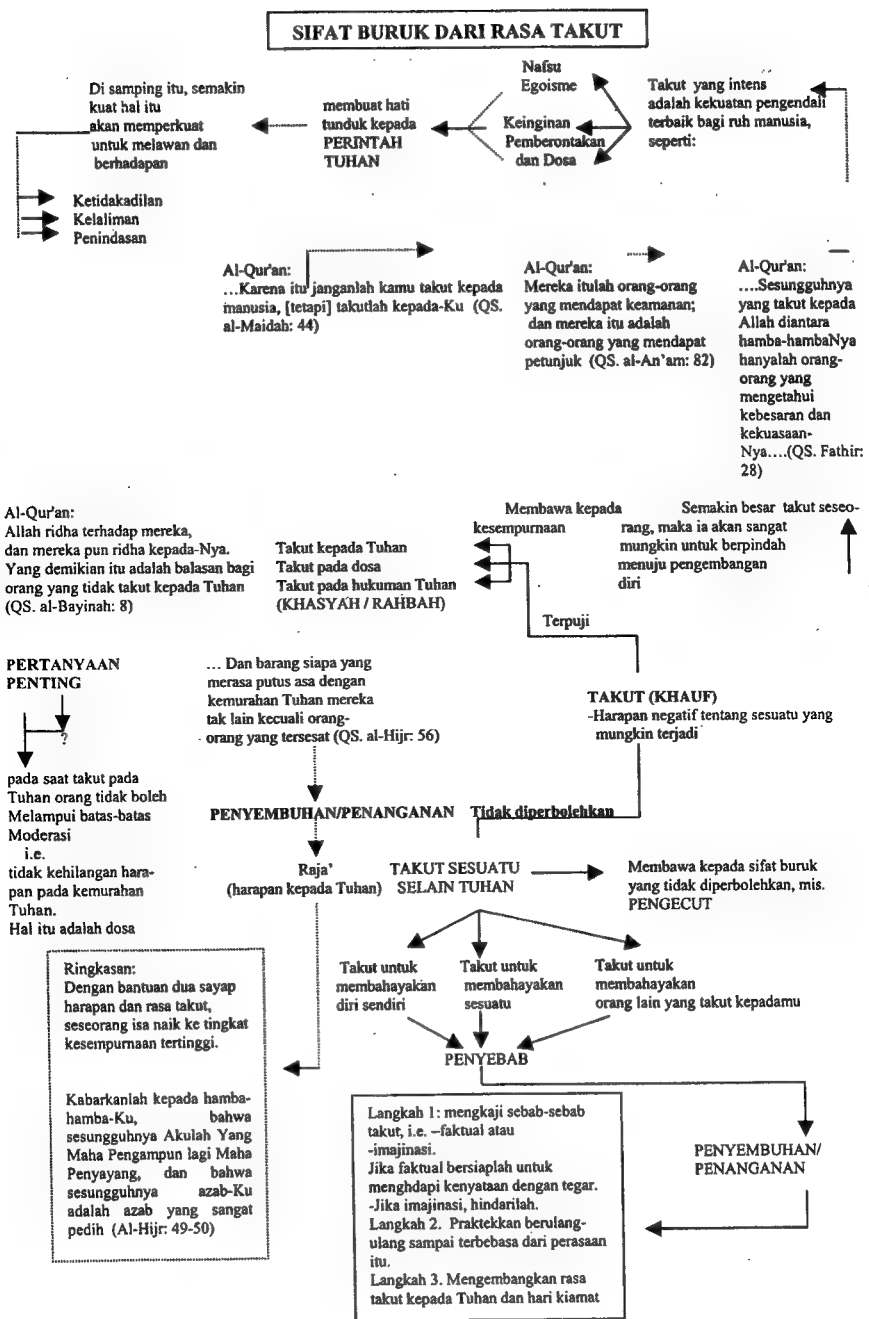 SIFAT BURUK DARI RASA TAKUT
Di samping itu, semakin
kuat hal itu
akan memperkuat
untuk melawan dan
berhadapan
membuat hati
tunduk kepada
PERINTAH
TUHAN
Nafsu
Egoisme
Keinginan
Pemberontakan
dan Dosa
Takut yang intens
adalah kekuatan pengendali
terbaik bagi ruh manusia,
seperti:
Ketidakadilan
Kelaliman
Penindasan
Al-Qur'an:
…Karena itu janganlah kamu takut kepada
manusia, [tetapi] takutlah kepada-Ku (QS.
al-Maidah: 44)
Al-Qur'an:
Mereka itulah orang-orang
yang mendapat keamanan;
dan mereka itu adalah
orang-orang yang mendapat
petunjuk (QS. al-An'am: 82)
Al-Qur'an:
….Sesungguhnya
yang takut kepada
Allah diantara
hamba-hambaNya
hanyalah orang-
orang yang
mengetahui
kebesaran dan
kekuasaan-
Nya….(QS. Fathir:
28)
Al-Qur'an:
Allah ridha terhadap mereka,
dan mereka pun ridha kepada-Nya.
Yang demikian itu adalah balasan bagi
orang yang tidak takut kepada Tuhan
(QS. al-Bayinah: 8)
Takut kepada Tuhan
Takut pada dosa
Takut pada hukuman Tuhan
(KHASYAH / RAHBAH)
Membawa kepada
kesempurnaan
Semakin besar takut seseo-
rang, maka ia akan sangat
mungkin untuk berpindah
menuju pengembangan
diri
Terpuji
PERTANYAAN
PENTING
?
pada saat takut pada
Tuhan orang tidak boleh
Melampui batas-batas
Moderasi
i.e.
tidak kehilangan hara-
pan pada kemurahan
Tuhan.
Hal itu adalah dosa
… Dan barang siapa yang
merasa putus asa dengan
kemurahan Tuhan mereka
tak lain kecuali orang-
orang yang tersesat (QS. al-Hijr: 56)
TAKUT (KHAUF)
-Harapan negatif tentang sesuatu yang
mungkin terjadi
PENYEMBUHAN/PENANGANAN
Tidak diperbolehkan
Raja'
(harapan kepada Tuhan)
TAKUT SESUATU
SELAIN TUHAN
Membawa kepada sifat buruk
yang tidak diperbolehkan, mis.
PENGECUT
Takut untuk
membahayakan
diri sendiri
Takut untuk
membahayakan
sesuatu
Takut untuk
membahayakan
orang lain yang takut kepadamu
PENYEBAB
Ringkasan:
Dengan bantuan dua sayap
harapan dan rasa takut,
seseorang isa naik ke tingkat
kesempurnaan tertinggi.
Kabarkanlah kepada hamba-
hamba-Ku, bahwa
sesungguhnya Akulah Yang
Maha Pengampun lagi Maha
Penyayang, dan bahwa
sesungguhnya azab-Ku
adalah azab yang sangat
pedih (Al-Hijr: 49-50)
Langkah 1: mengkaji sebab-sebab
takut, i.e. –faktual atau
-imajinasi.
Jika faktual bersiaplah untuk
menghdapi kenyataan dengan tegar.
-Jika imajinasi, hindarilah.
Langkah 2. Praktekkan berulang-
ulang sampai terbebasa dari perasaan
itu.
Langkah 3. Mengembangkan rasa
takut kepada Tuhan dan hari kiamat
PENYEMBUHAN/
PENANGANAN